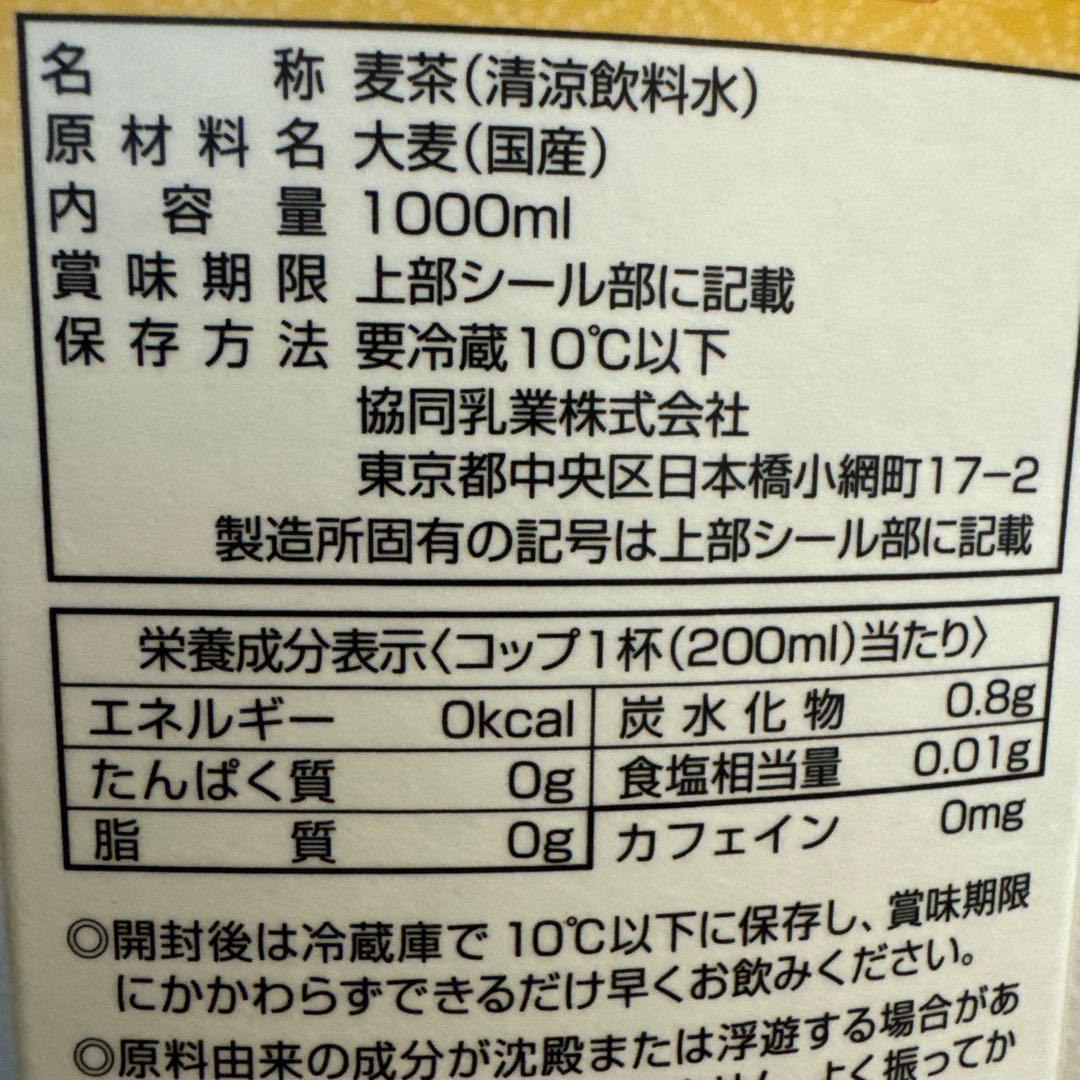 名称 麦茶(清涼飲料水)
原材料名 大麦(国産)
内容量 1000ml
賞味期限 上部シール部に記載
保存方法 要冷蔵10℃以下
協同乳業株式会社
東京都中央区日本橋小網町17-2
製造所固有の記号は上部シール部に記載
栄養成分表示〈コップ1杯(200ml)当たり〉
エネルギー 0kcal 炭水化物 0.8g
たんぱく質 0g 食塩相当量 0.01g
脂質 0g カフェイン 0mg
◎開封後は冷蔵庫で10℃以下に保存し、賞味期限
にかかわらずできるだけ早くお飲みください。
◎原料由来の成分が沈殿または浮遊する場合があ
よく振ってか